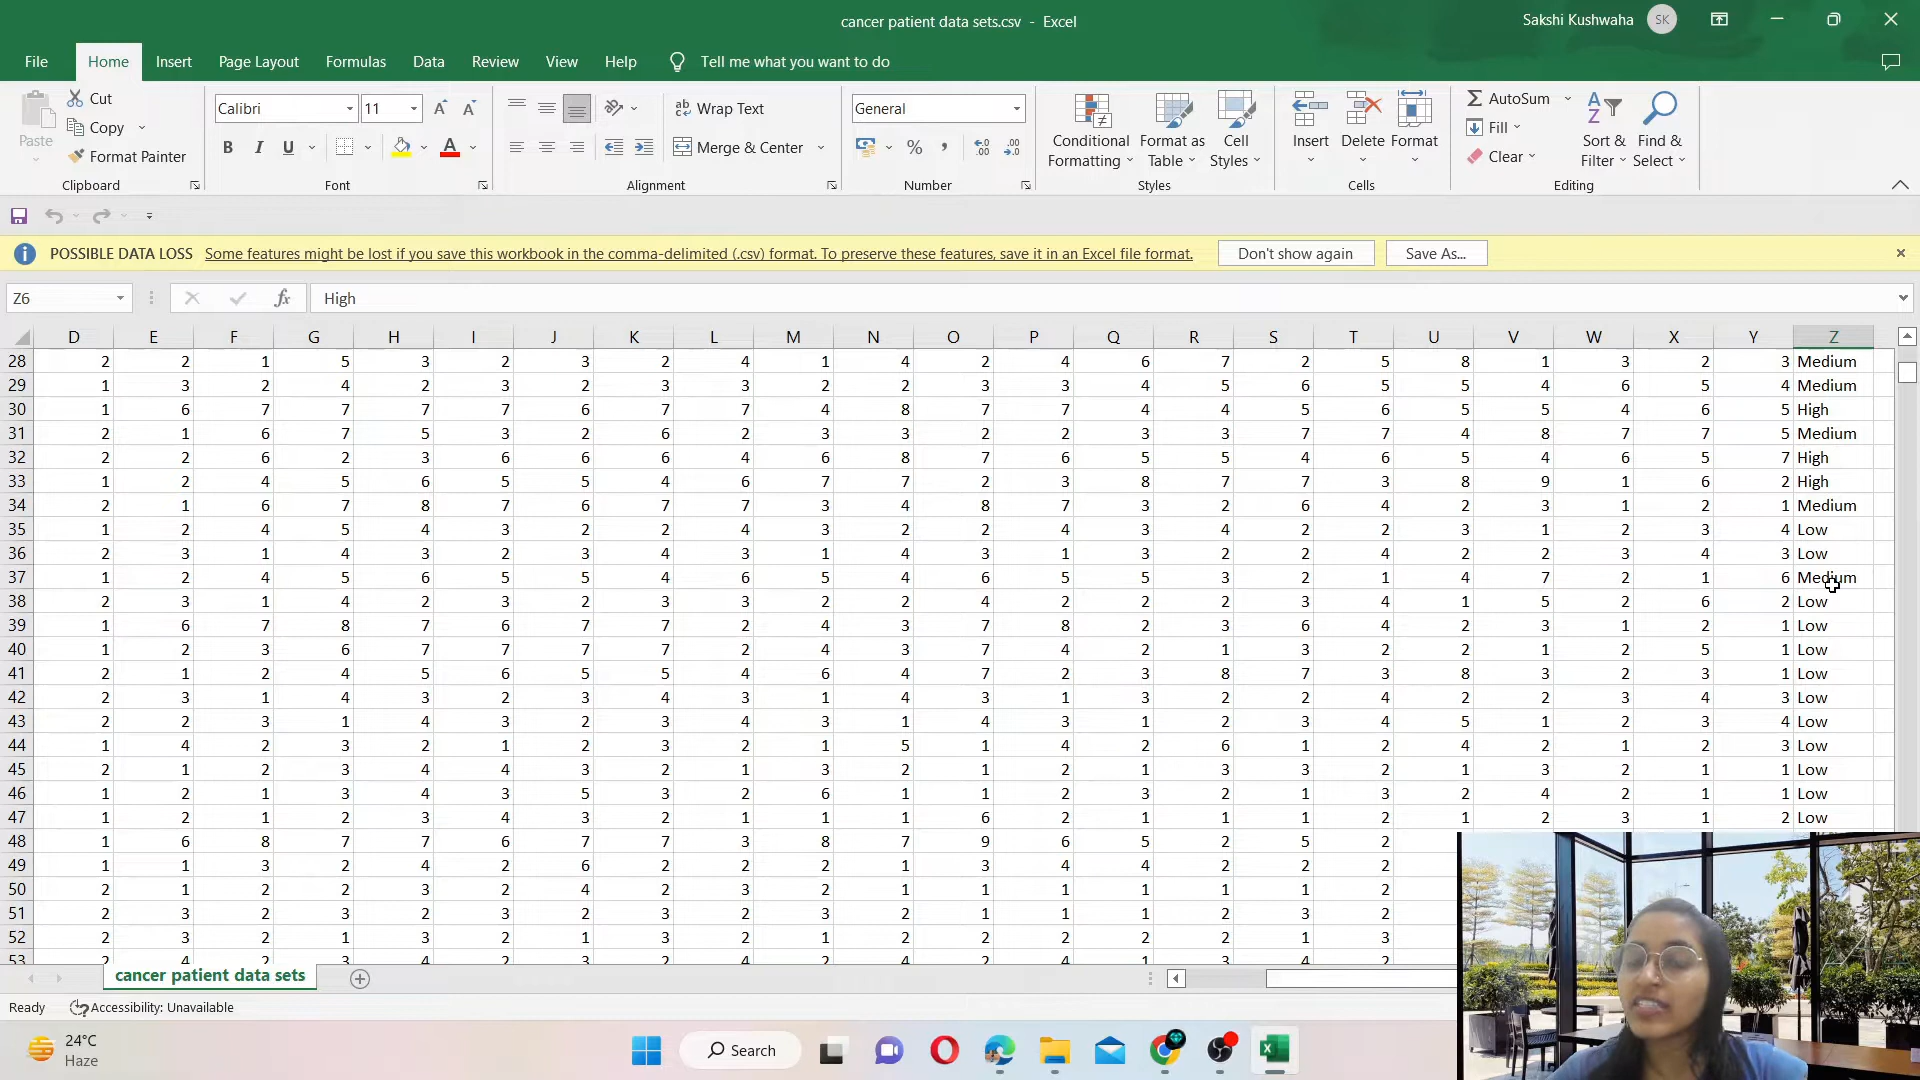 cancer patient data sets.csv - Excel
Sakshi Kushwaha SK
File Home Insert Page Layout Formulas Data Review View Help Tell me what you want to do
Paste Cut Copy Format Painter Clipboard
Calibri 11 B I U A Font
Wrap Text Merge & Center Alignment
General % , Number
Conditional Formatting Format as Table Cell Styles Styles
Insert Delete Format Cells
AutoSum Fill Clear Sort & Filter Find & Select Editing
POSSIBLE DATA LOSS Some features might be lost if you save this workbook in the comma-delimited (.csv) format. To preserve these features, save it in an Excel file format. Don't show again Save As...
Z6 fx High
D E F G H I J K L M N O P Q R S T U V W X Y Z
28 2 2 1 5 3 2 3 2 4 1 4 2 4 6 7 2 5 8 1 3 2 3 Medium
29 1 3 2 4 2 3 2 3 3 2 2 3 3 4 5 6 5 5 4 6 5 4 Medium
30 1 6 7 7 7 7 6 7 7 4 8 7 7 4 4 5 6 5 5 4 6 5 High
31 2 1 6 7 5 3 2 6 2 3 3 2 2 3 3 7 7 4 8 7 7 5 Medium
32 2 2 6 2 3 6 6 6 4 6 8 7 6 5 5 4 6 5 4 6 5 7 High
33 1 2 4 5 6 5 5 4 6 7 7 2 3 8 7 7 3 8 9 1 6 2 High
34 2 1 6 7 8 7 6 7 7 3 4 8 7 3 2 6 4 2 3 1 2 1 Medium
35 1 2 4 5 4 3 2 2 4 3 2 2 4 3 4 2 2 3 1 2 3 4 Low
36 2 3 1 4 3 2 3 4 3 1 4 3 1 3 2 2 4 2 2 3 4 3 Low
37 1 2 4 5 6 5 5 4 6 5 4 6 5 5 3 2 1 4 7 2 1 6 Medium
38 2 3 1 4 2 3 2 3 3 2 2 4 2 2 2 3 4 1 5 2 6 2 Low
39 1 6 7 8 7 6 7 7 2 4 3 7 8 2 3 6 4 2 3 1 2 1 Low
40 1 2 3 6 7 7 7 7 2 4 3 7 4 2 1 3 2 2 1 2 5 1 Low
41 2 1 2 4 5 6 5 5 4 6 4 7 2 3 8 7 3 8 3 2 3 1 Low
42 2 3 1 4 3 2 3 4 3 1 4 3 1 3 2 2 4 2 2 3 4 3 Low
43 2 2 3 1 4 3 2 3 4 3 1 4 3 1 2 3 4 5 1 2 3 4 Low
44 1 4 2 3 2 1 2 3 2 1 5 1 4 2 6 1 2 4 2 1 2 3 Low
45 2 1 2 3 4 4 3 2 1 3 2 1 2 1 3 3 2 1 3 2 1 1 Low
46 1 2 1 3 4 3 5 3 2 6 1 1 2 3 2 1 3 2 4 2 1 1 Low
47 1 2 1 2 3 4 3 2 1 1 1 6 2 1 1 1 2 1 2 3 1 2 Low
48 1 6 8 7 7 6 7 7 3 8 7 9 6 5 2 5 2
49 1 1 3 2 4 2 6 2 2 2 1 3 4 4 2 2 2
50 2 1 2 2 3 2 4 2 3 2 1 1 1 1 1 1 2
51 2 3 2 3 2 3 2 3 2 3 2 1 1 1 2 3 2
52 2 3 2 1 3 2 1 3 2 1 2 2 2 2 2 1 3
53 2 4 2 3 4 2 3 2 4 2 4 2 4 1 3 4 2
cancer patient data sets
Ready Accessibility: Unavailable
24°C
Haze
Search